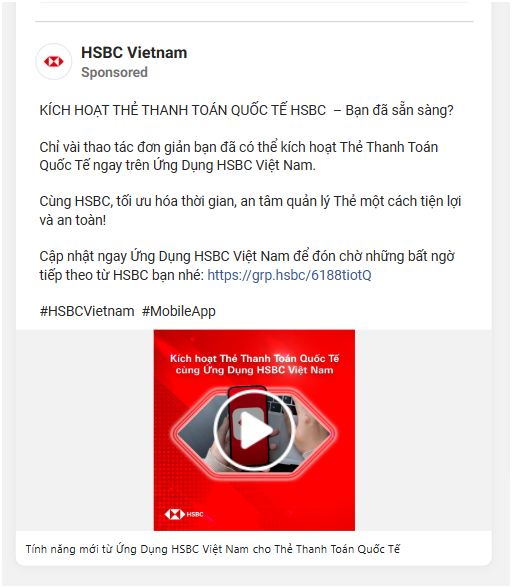 HSBC Vietnam
Sponsored
KÍCH HOẠT THẺ THANH TOÁN QUỐC TẾ HSBC – Bạn đã sẵn sàng?
Chỉ vài thao tác đơn giản bạn đã có thể kích hoạt Thẻ Thanh Toán
Quốc Tế ngay trên Ứng Dụng HSBC Việt Nam.
Cùng HSBC, tối ưu hóa thời gian, an tâm quản lý Thẻ một cách tiện lợi
và an toàn!
Cập nhật ngay Ứng Dụng HSBC Việt Nam để đón chờ những bất ngờ
tiếp theo từ HSBC bạn nhé: https://grp.hsbc/6188tiotQ
#HSBCVietnam #MobileApp
Kích hoạt Thẻ Thanh Toán Quốc Tế
cùng Ứng Dụng HSBC Việt Nam
HSBC
Tính năng mới từ Ứng Dụng HSBC Việt Nam cho Thẻ Thanh Toán Quốc Tế